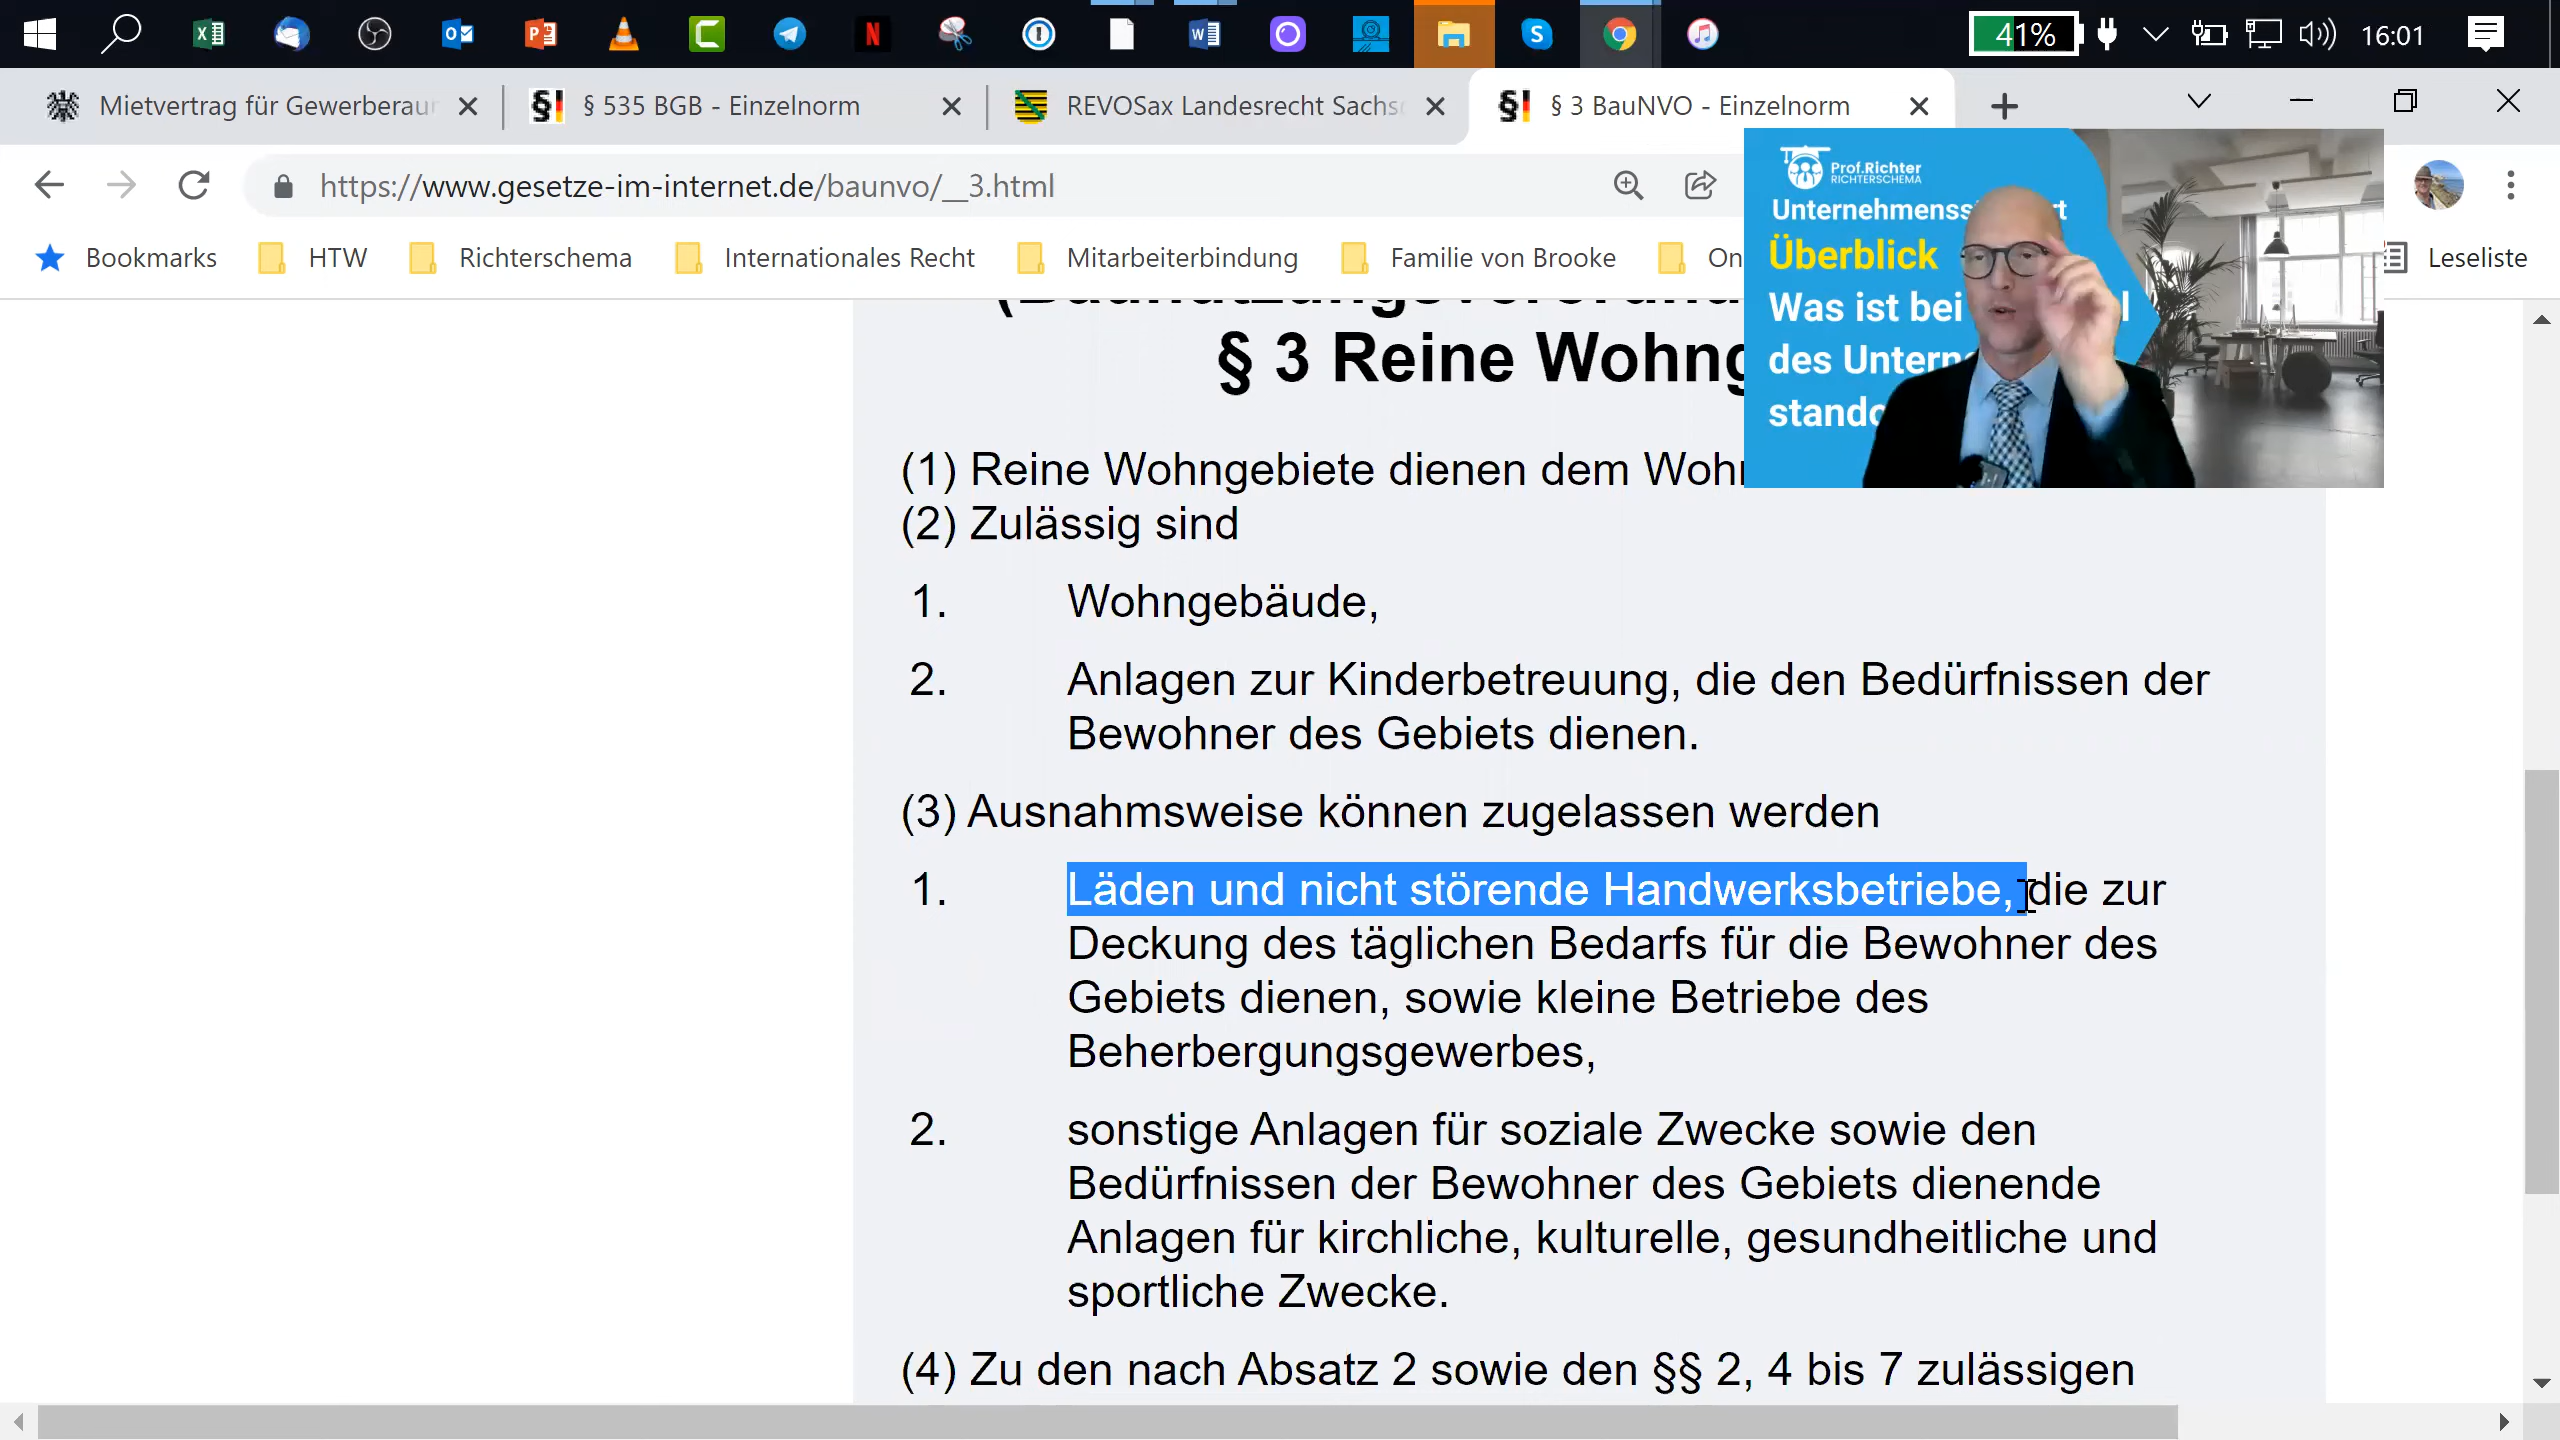 41%
16:01
Mietvertrag für Gewerberau
§ 535 BGB - Einzelnorm
REVOSax Landesrecht Sachs
§ 3 BauNVO - Einzelnorm
https://www.gesetze-im-internet.de/baunvo/__3.html
Bookmarks
HTW
Richterschema
Internationales Recht
Mitarbeiterbindung
Familie von Brooke
On
Leseliste
Prof.Richter
RICHTERSCHEMA
Überblick
Was ist bei
des Untern
stando
§ 3 Reine Wohng
(1) Reine Wohngebiete dienen dem Wohn
(2) Zulässig sind
1. Wohngebäude,
2. Anlagen zur Kinderbetreuung, die den Bedürfnissen der
Bewohner des Gebiets dienen.
(3) Ausnahmsweise können zugelassen werden
1. Läden und nicht störende Handwerksbetriebe, die zur
Deckung des täglichen Bedarfs für die Bewohner des
Gebiets dienen, sowie kleine Betriebe des
Beherbergungsgewerbes,
2. sonstige Anlagen für soziale Zwecke sowie den
Bedürfnissen der Bewohner des Gebiets dienende
Anlagen für kirchliche, kulturelle, gesundheitliche und
sportliche Zwecke.
(4) Zu den nach Absatz 2 sowie den §§ 2, 4 bis 7 zulässigen